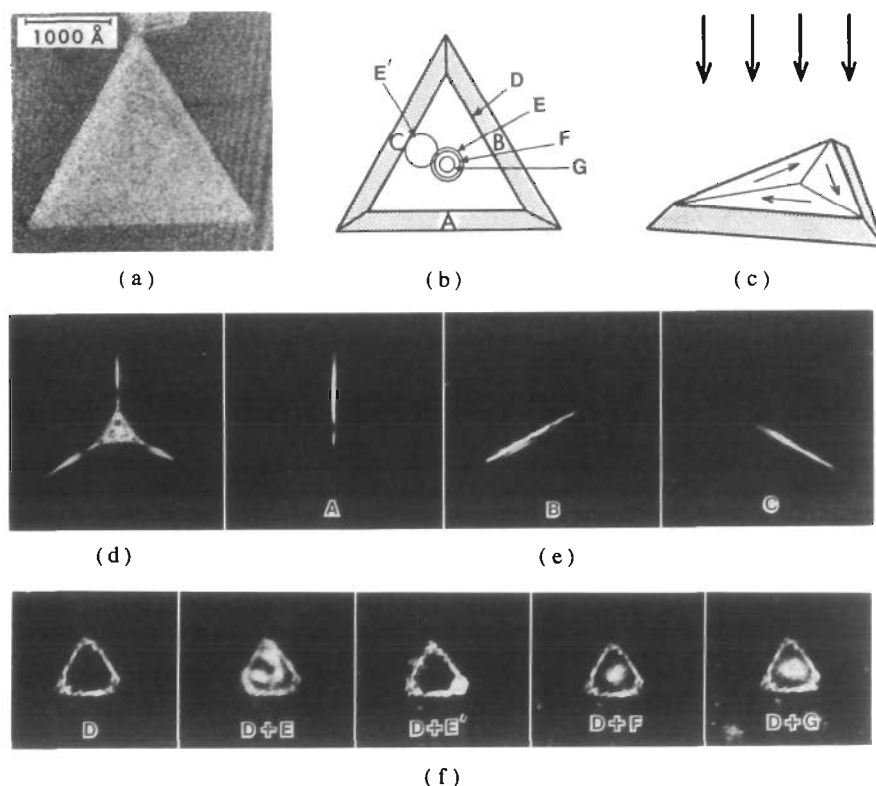 1000 Å
E′
D
E
C
B
F
G
A
(a)
(b)
(c)
A
B
C
(d)
(e)
D
D+E
D+E′
D+F
D+G
(f)